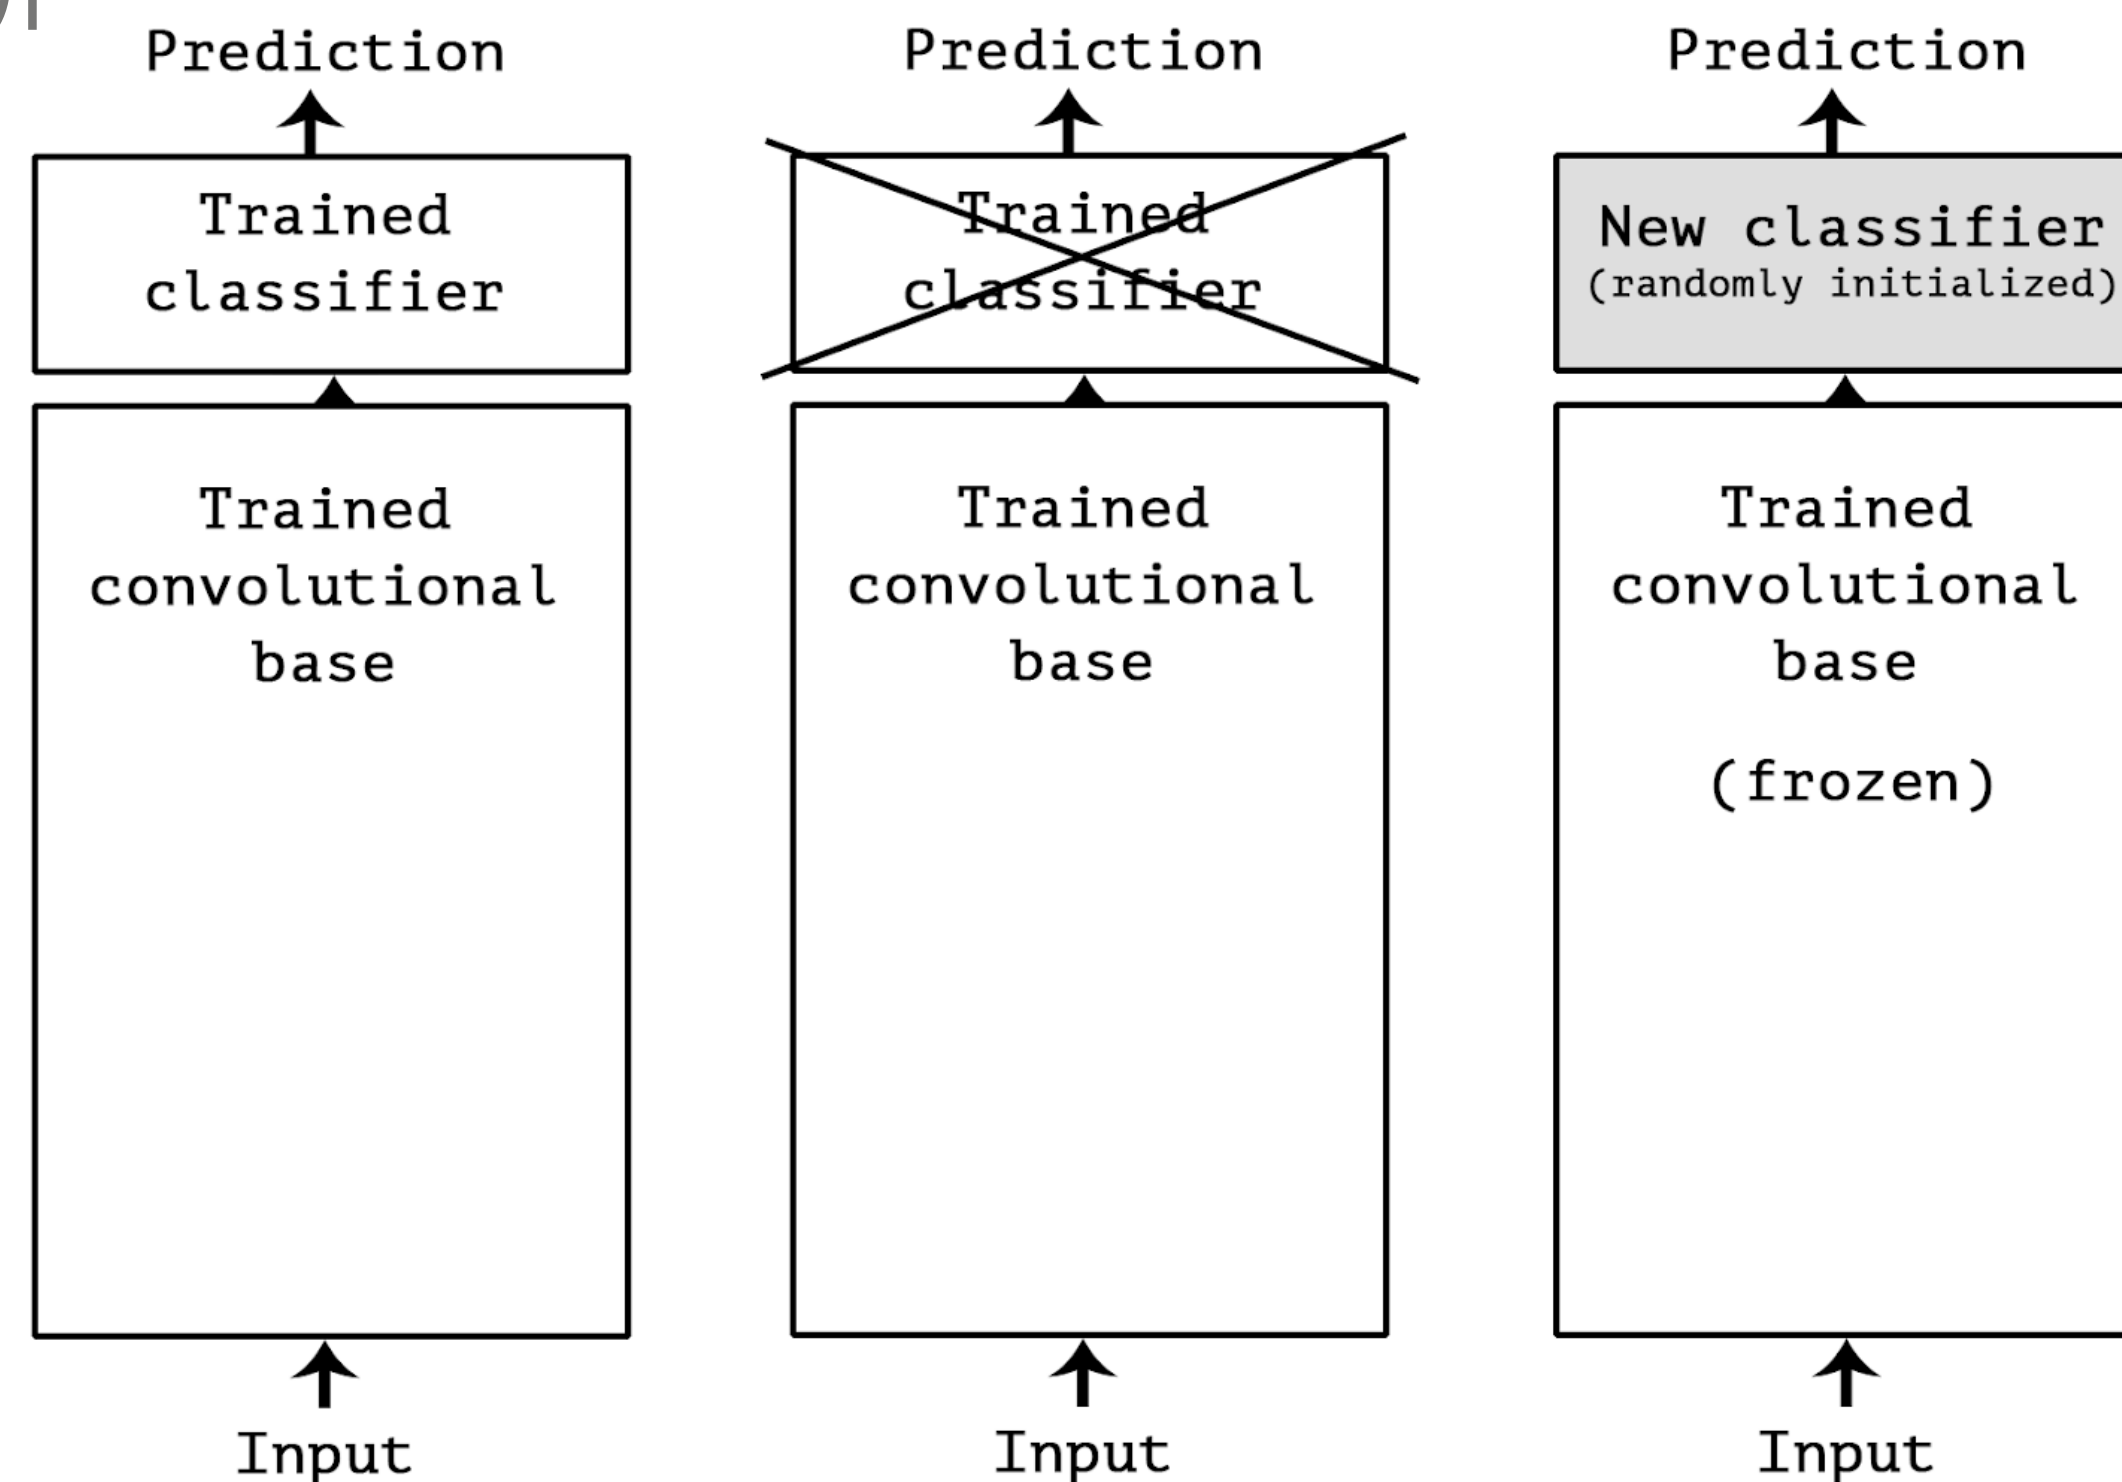 Prediction
Trained
classifier
Trained
convolutional
base
Input
Prediction
Trained
classifier
Trained
convolutional
base
Input
Prediction
New classifier
(randomly initialized)
Trained
convolutional
base
(frozen)
Input